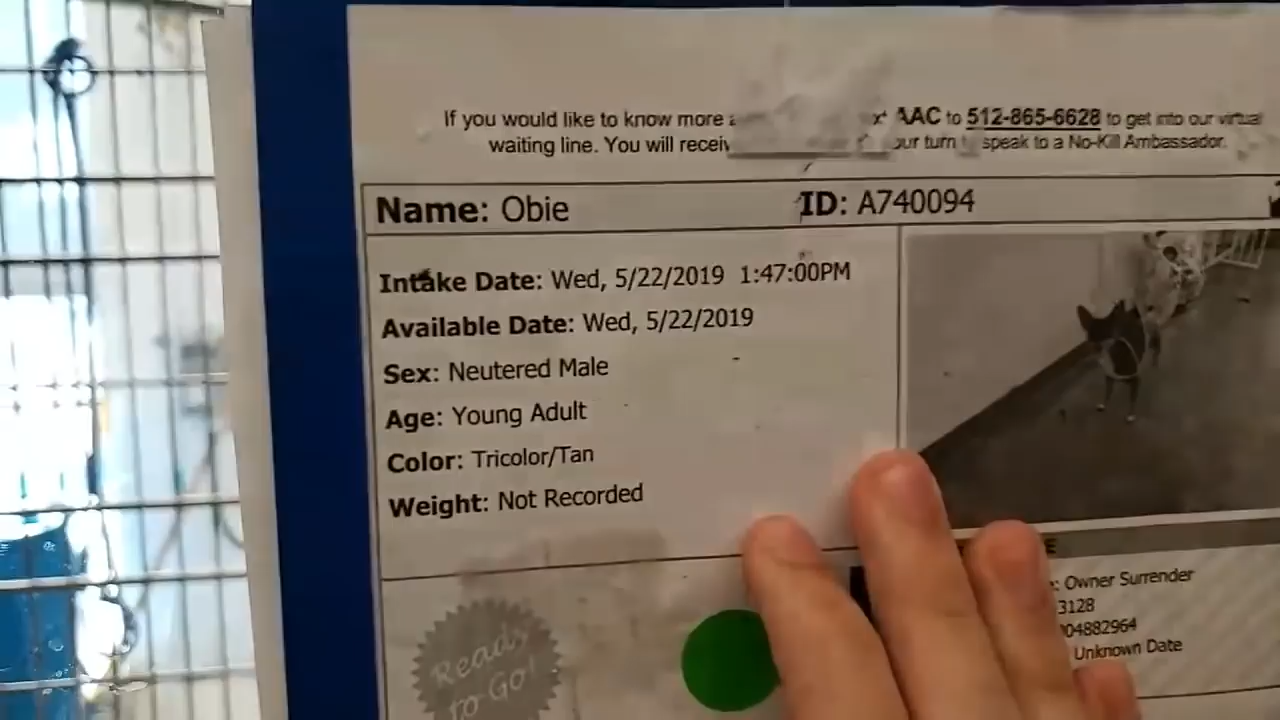 If you would like to know more AAC to 512-865-6628 to get into our virtual
waiting line. You will turn speak to a No-Kill Ambassador.
Name: Obie ID: A740094
Intake Date: Wed, 5/22/2019 1:47:00PM
Available Date: Wed, 5/22/2019
Sex: Neutered Male
Age: Young Adult
Color: Tricolor/Tan
Weight: Not Recorded
Owner Surrender
3128
04882964
Unknown Date
Ready
to Go!